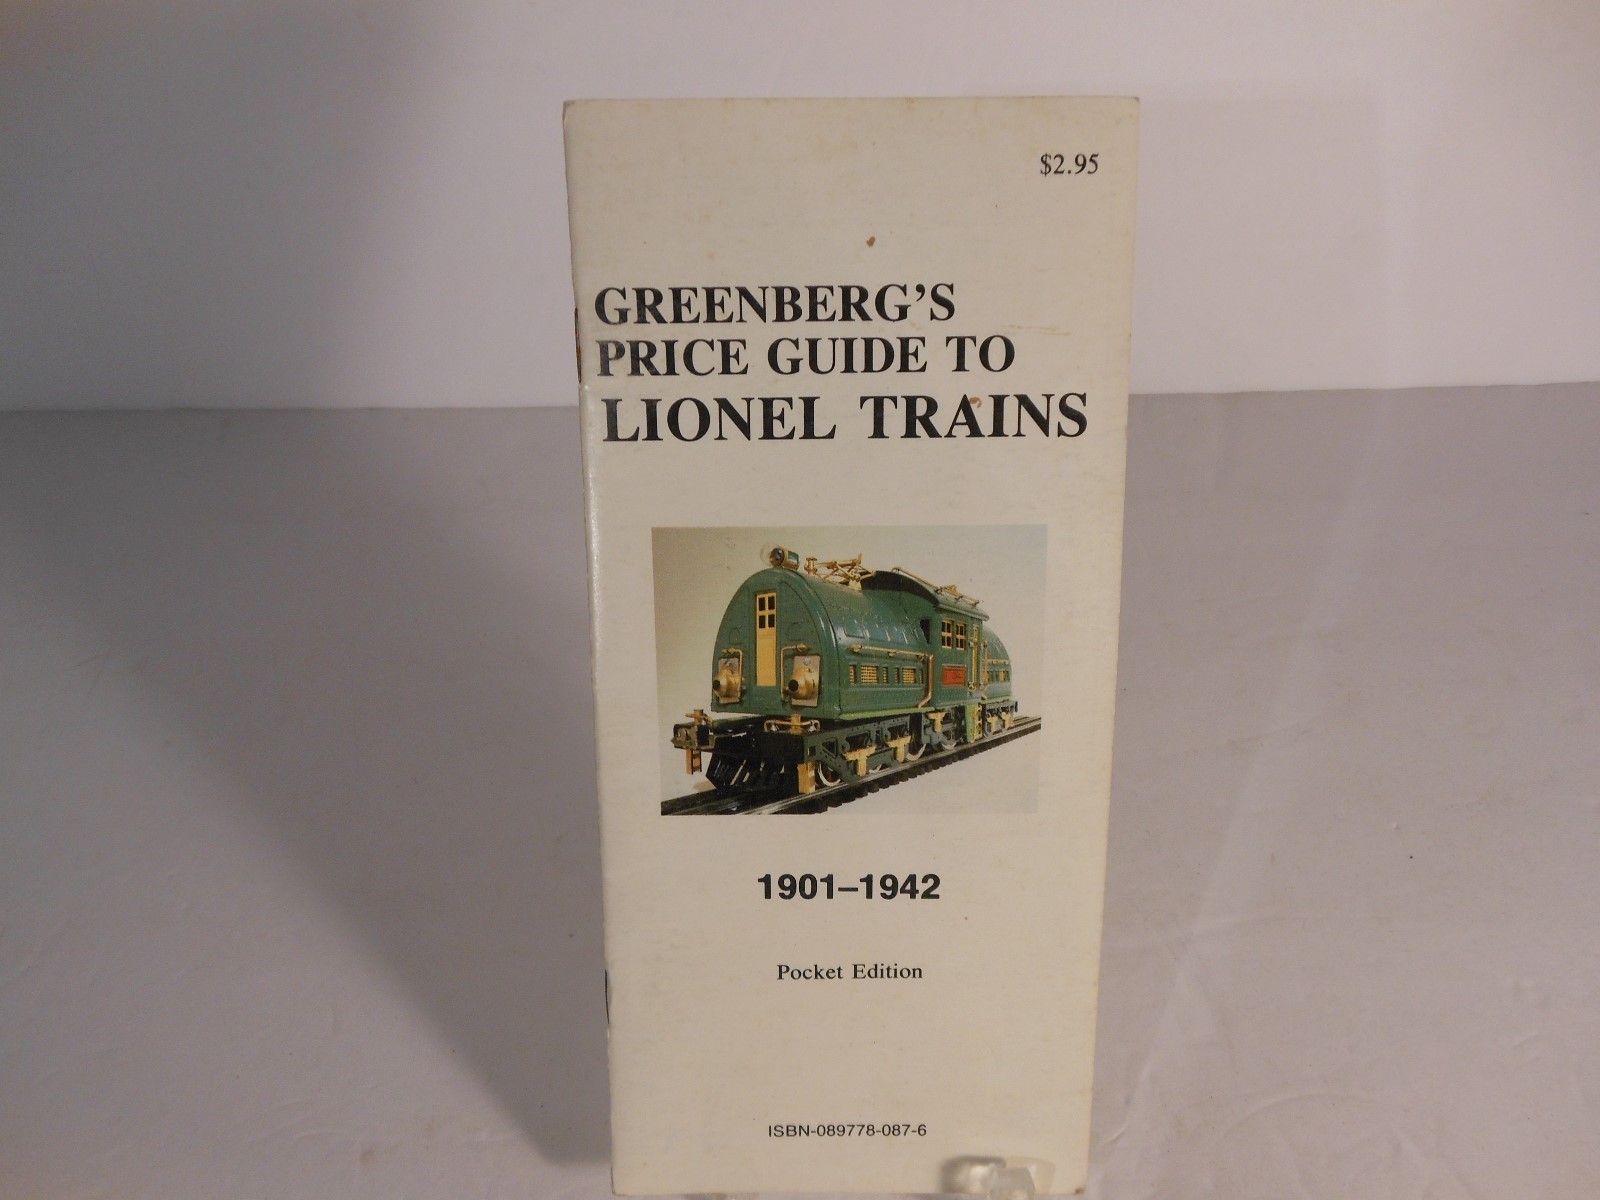 $2.95
GREENBERG'S
PRICE GUIDE TO
LIONEL TRAINS
1901–1942
Pocket Edition
ISBN-089778-087-6